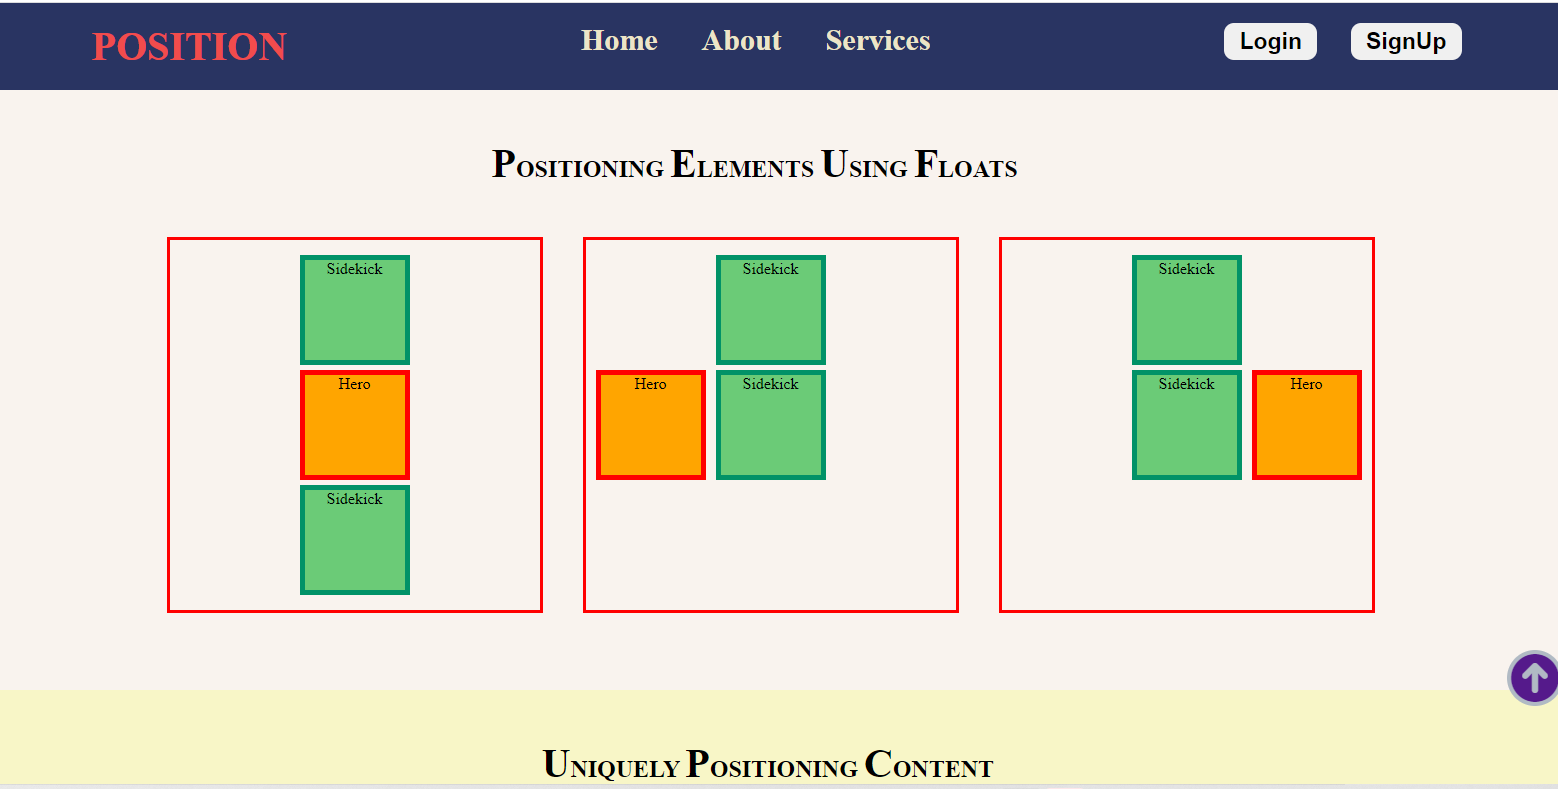 POSITION Home About Services Login SignUp
Positioning Elements Using Floats
Sidekick Sidekick Sidekick
Hero Hero Sidekick Sidekick Hero
Sidekick
Uniquely Positioning Content